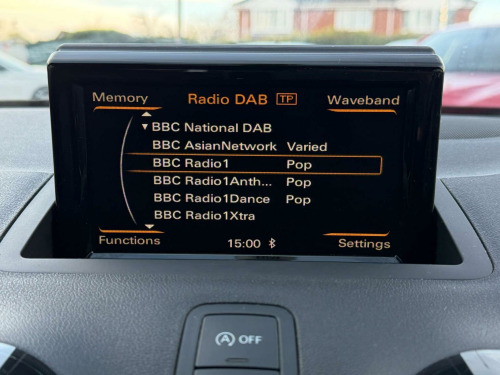 Memory Radio DAB TP Waveband
BBC National DAB
BBC AsianNetwork Varied
BBC Radio1 Pop
BBC Radio1Anth... Pop
BBC Radio1Dance Pop
BBC Radio1Xtra
Functions 15:00 Settings
A OFF